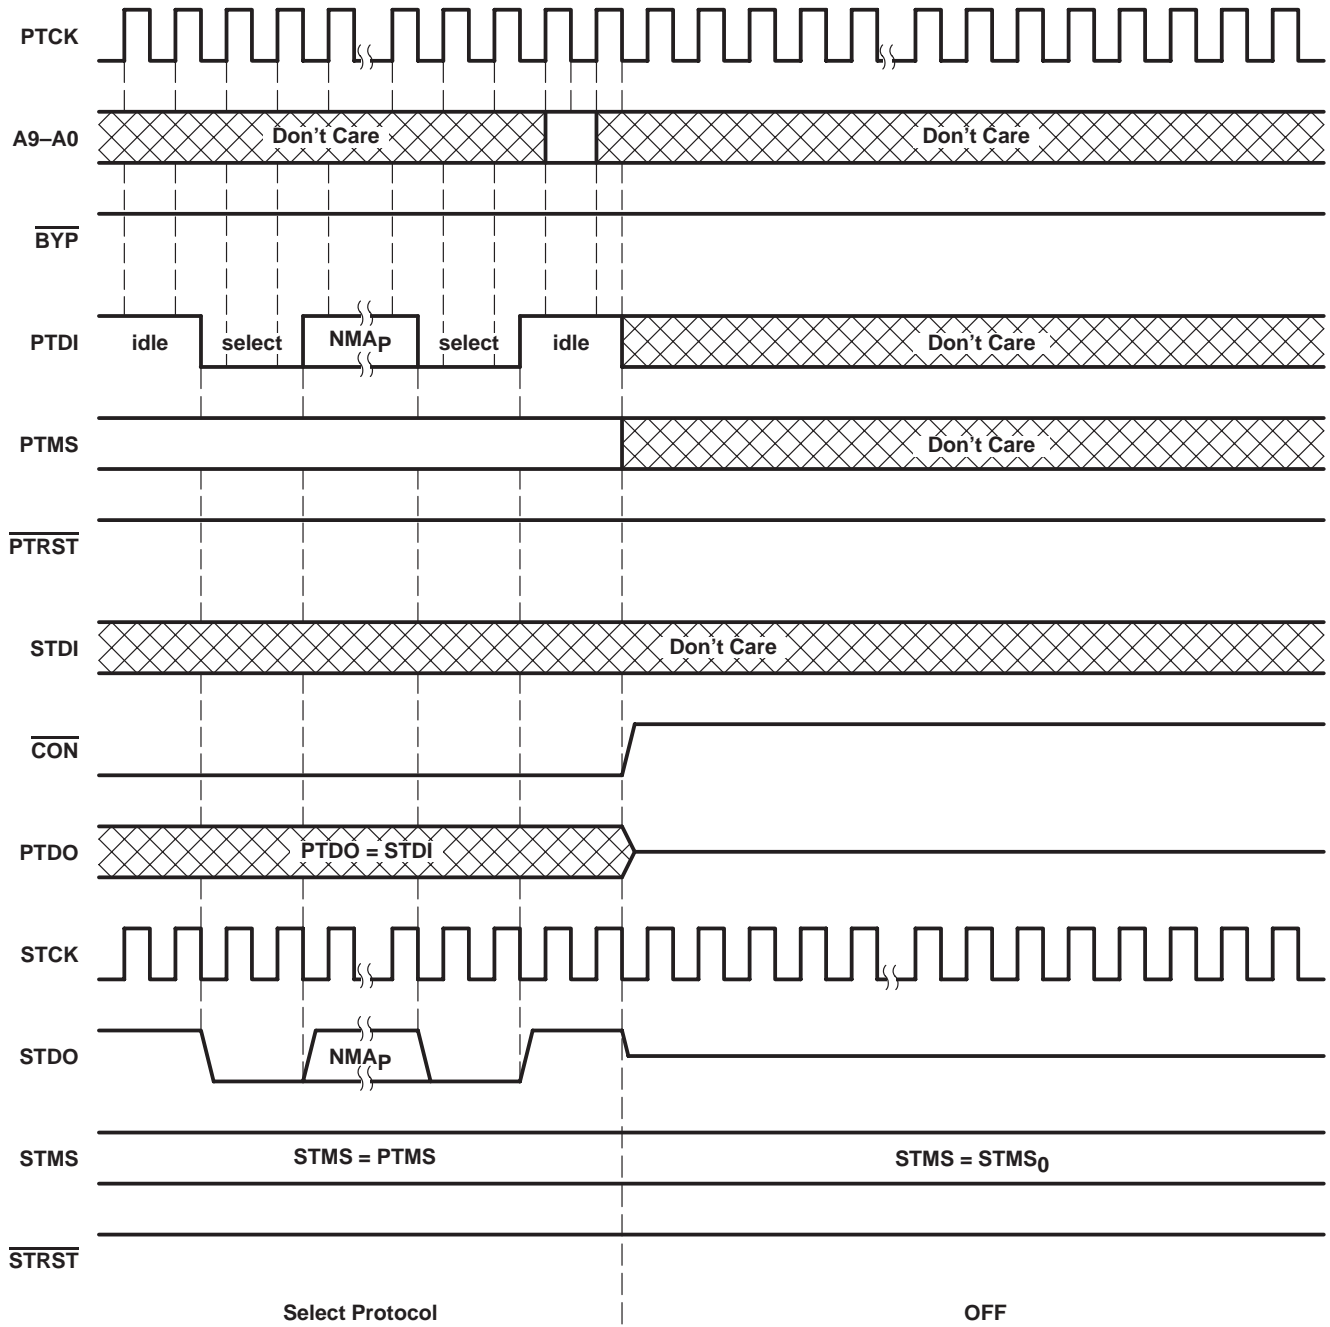 PTCK
A9–A0 Don't Care Don't Care
BYP
PTDI idle select NMAP select idle Don't Care
PTMS Don't Care
PTRST
STDI Don't Care
CON
PTDO PTDO = STDI
STCK
STDO NMAP
STMS STMS = PTMS STMS = STMS0
STRST
Select Protocol OFF